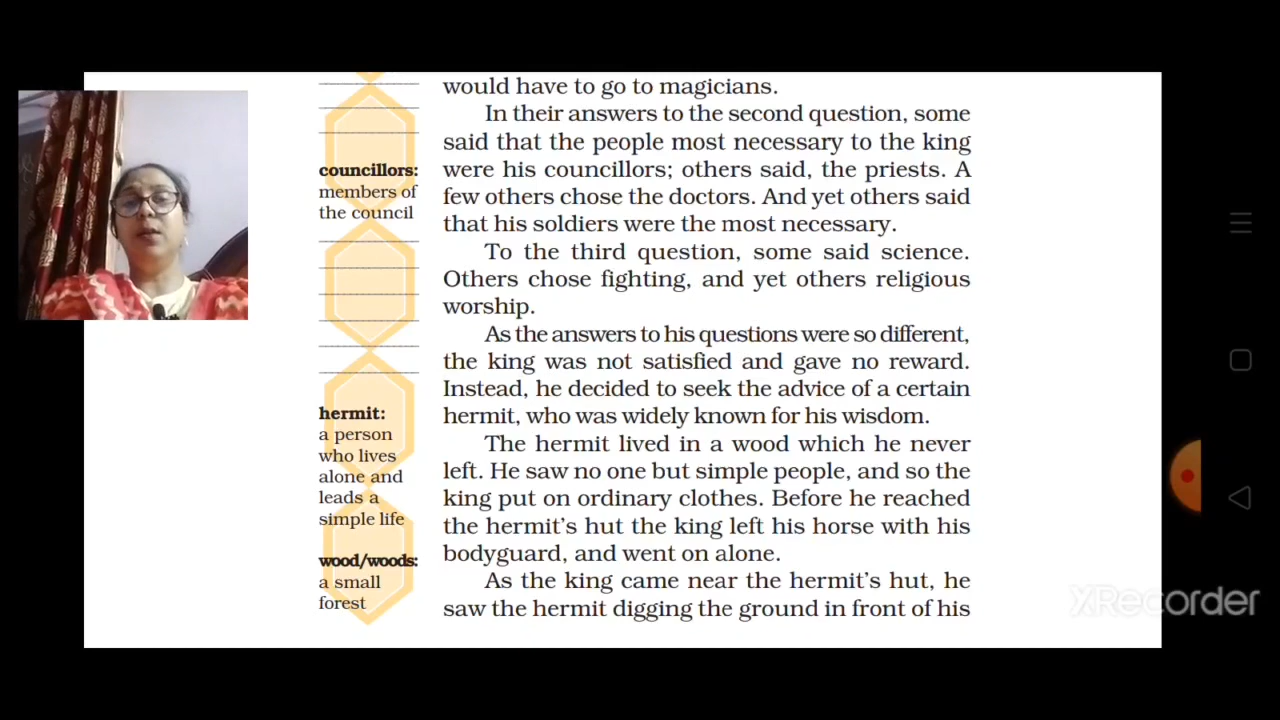 would have to go to magicians.
In their answers to the second question, some
said that the people most necessary to the king
were his councillors; others said, the priests. A
few others chose the doctors. And yet others said
that his soldiers were the most necessary.
To the third question, some said science.
Others chose fighting, and yet others religious
worship.
As the answers to his questions were so different,
the king was not satisfied and gave no reward.
Instead, he decided to seek the advice of a certain
hermit, who was widely known for his wisdom.
The hermit lived in a wood which he never
left. He saw no one but simple people, and so the
king put on ordinary clothes. Before he reached
the hermit's hut the king left his horse with his
bodyguard, and went on alone.
As the king came near the hermit's hut, he
saw the hermit digging the ground in front of his
councillors:
members of
the council
hermit:
a person
who lives
alone and
leads a
simple life
wood/woods:
a small
forest
XRecorder